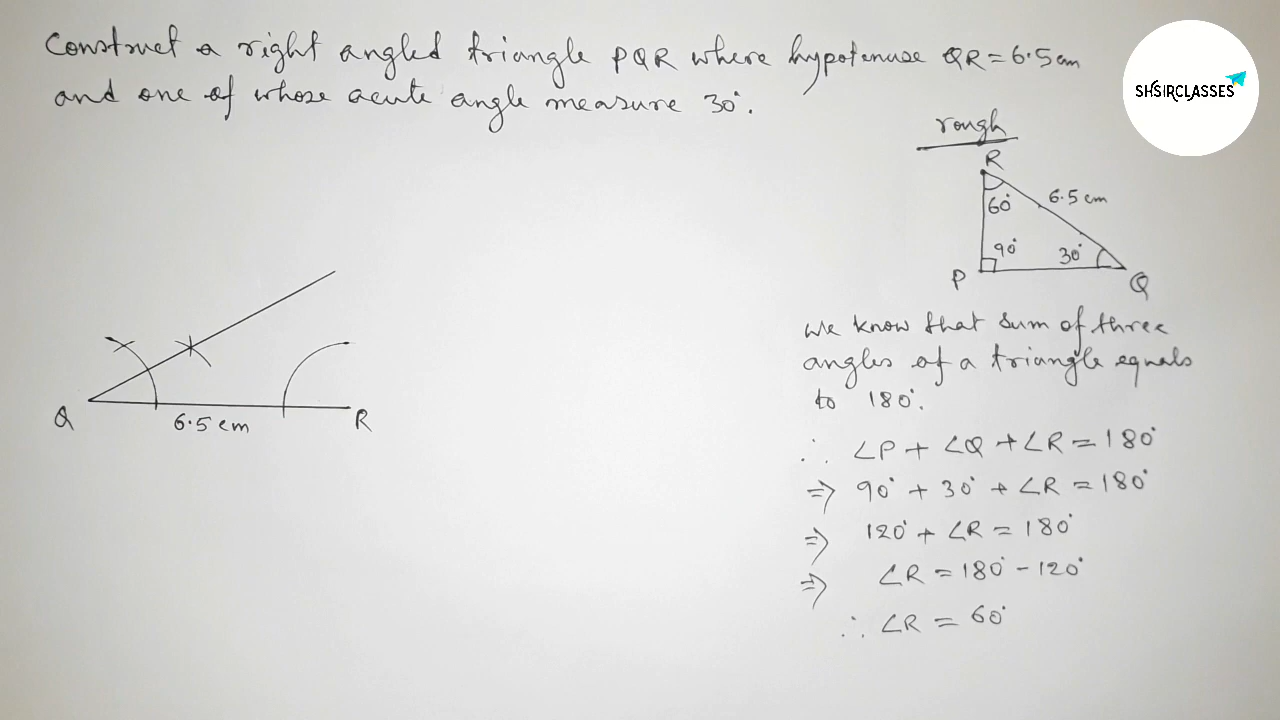 Construct a right angled triangle PQR where hypotenuse QR = 6.5 cm
and one of whose acute angle measure 30°.
SHSIRCLASSES
rough
R
60° 6.5 cm
90° 30°
P Q
we know that sum of three
angles of a triangle equals
to 180°.
∴ ∠P + ∠Q + ∠R = 180°
⇒ 90° + 30° + ∠R = 180°
⇒ 120° + ∠R = 180°
⇒ ∠R = 180° - 120°
∴ ∠R = 60°
Q 6.5 cm R